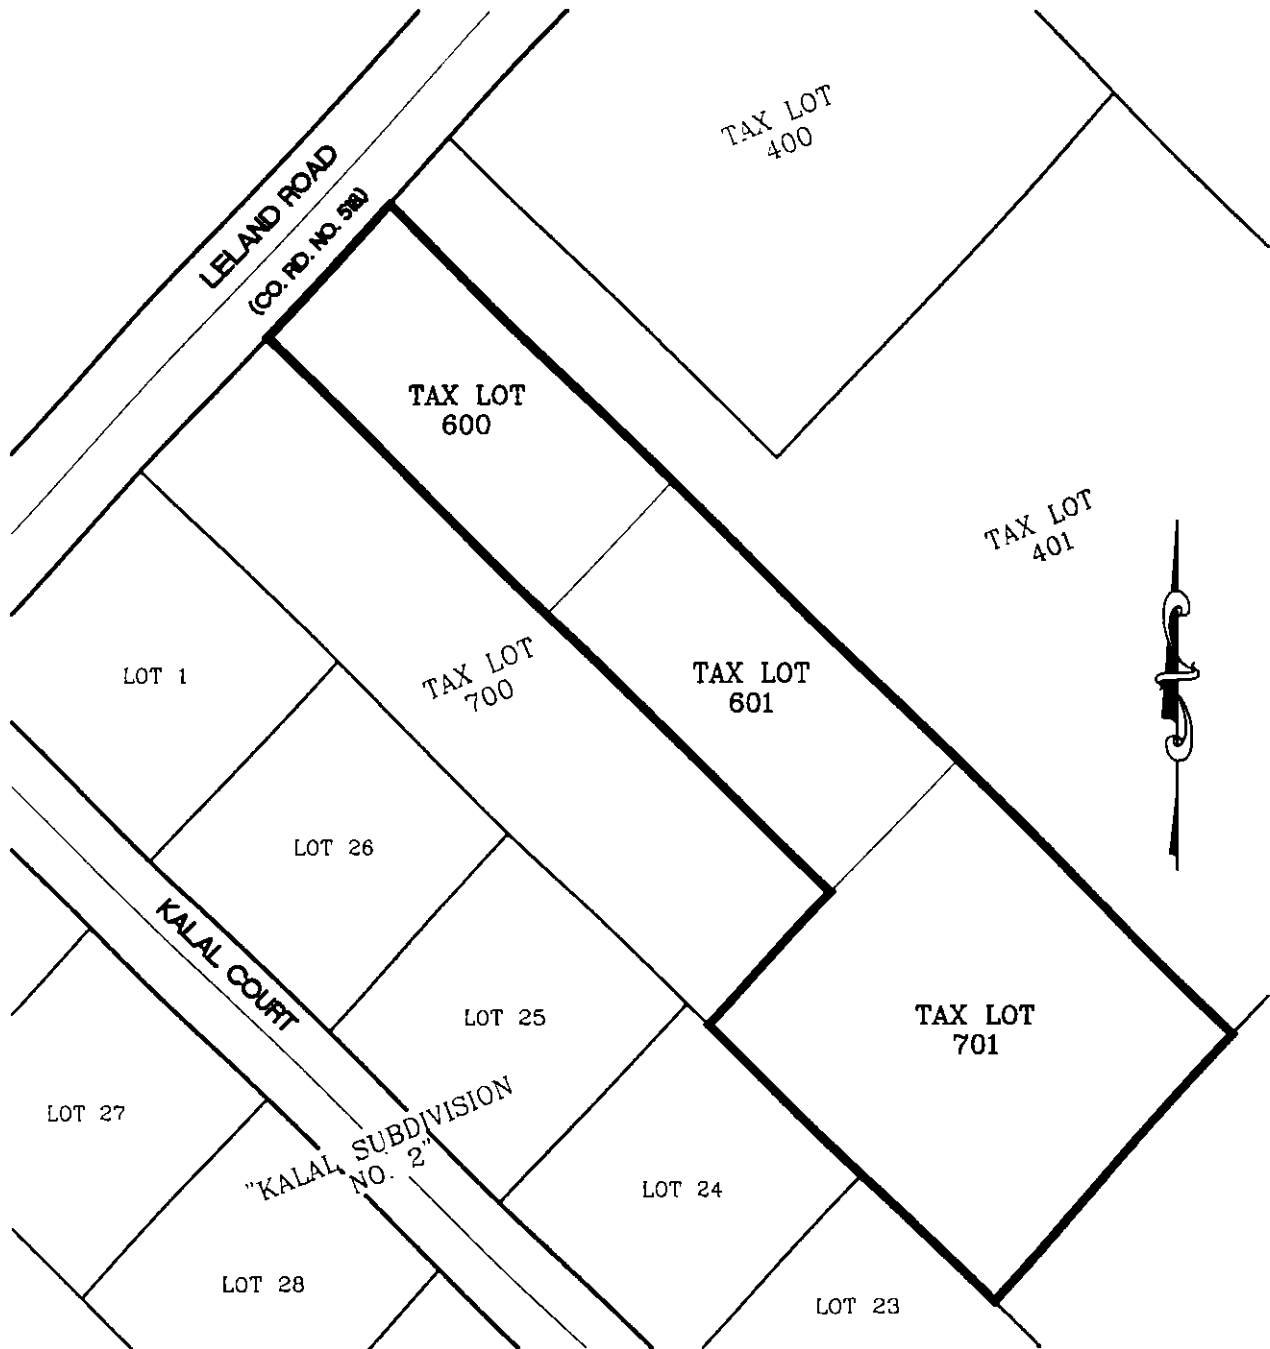 TAX LOT
400
LELAND ROAD
(CO. RD. NO. 518)
TAX LOT
600
TAX LOT
401
TAX LOT
700
LOT 1
TAX LOT
601
LOT 26
KALAL COURT
LOT 25
TAX LOT
701
LOT 27
"KALAL SUBDIVISION
NO. 2"
LOT 24
LOT 28
LOT 23